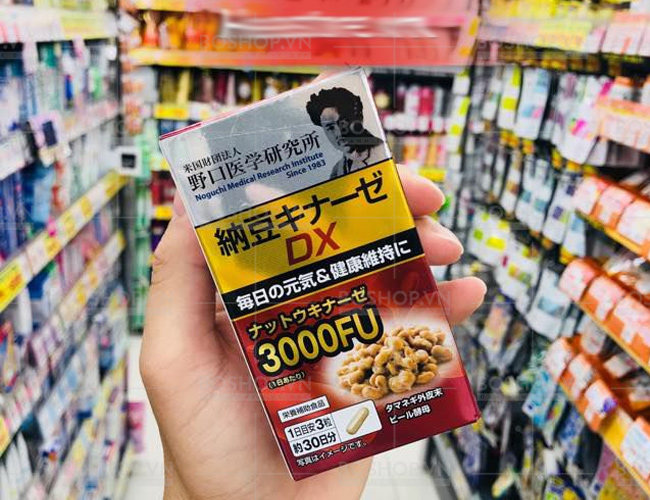 BOSHOP.VN
米国財団法人
野口医学研究所
Noguchi Medical Research Institute
Since 1983
納豆キナーゼ
DX
毎日の元気&健康維持に
ナットウキナーゼ
3000FU
(1日あたり)
栄養補助食品
1日目安3粒
約30日分
写真はイメージです。
タマネギ外皮末
ビール酵母